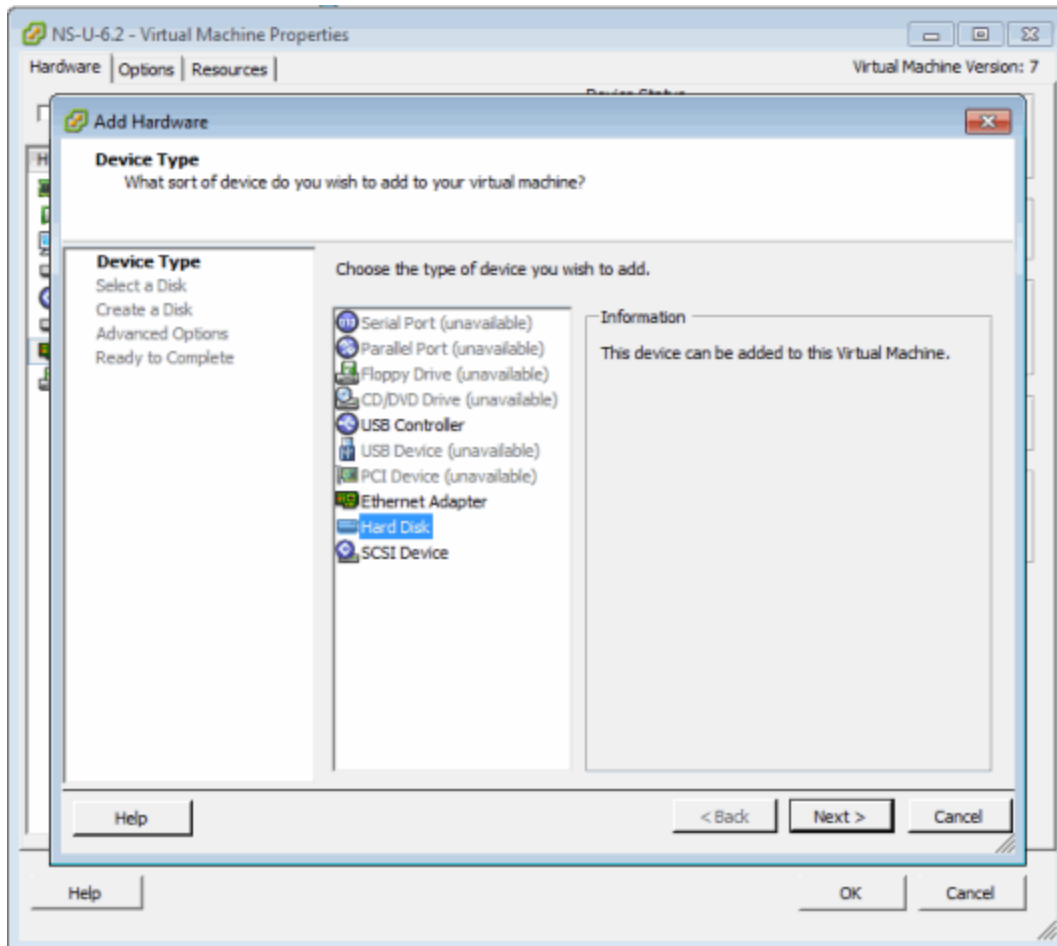 NS-U-6.2 - Virtual Machine Properties
Hardware Options Resources Virtual Machine Version: 7
Device Status
Add Hardware
Device Type
What sort of device do you wish to add to your virtual machine?
Device Type
Select a Disk
Create a Disk
Advanced Options
Ready to Complete
Choose the type of device you wish to add.
Serial Port (unavailable)
Parallel Port (unavailable)
Floppy Drive (unavailable)
CD/DVD Drive (unavailable)
USB Controller
USB Device (unavailable)
PCI Device (unavailable)
Ethernet Adapter
Hard Disk
SCSI Device
Information
This device can be added to this Virtual Machine.
Help < Back Next > Cancel
Help OK Cancel